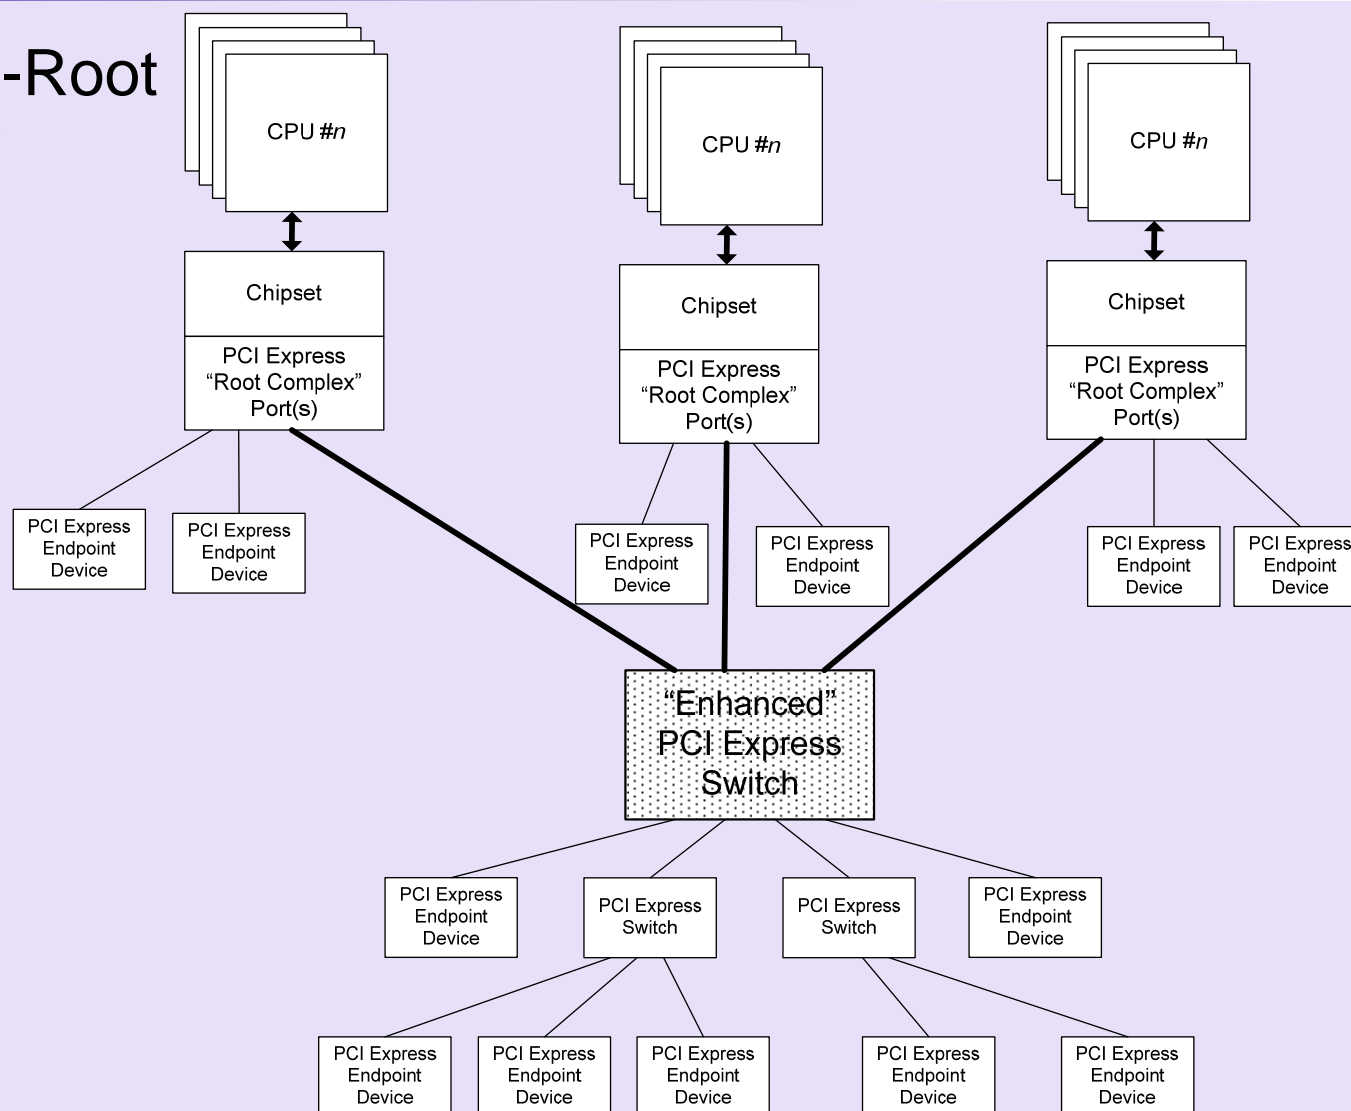 -Root
CPU #n
CPU #n
CPU #n
Chipset
Chipset
Chipset
PCI Express
“Root Complex”
Port(s)
PCI Express
“Root Complex”
Port(s)
PCI Express
“Root Complex”
Port(s)
PCI Express
Endpoint
Device
PCI Express
Endpoint
Device
PCI Express
Endpoint
Device
PCI Express
Endpoint
Device
PCI Express
Endpoint
Device
PCI Express
Endpoint
Device
“Enhanced”
PCI Express
Switch
PCI Express
Endpoint
Device
PCI Express
Switch
PCI Express
Switch
PCI Express
Endpoint
Device
PCI Express
Endpoint
Device
PCI Express
Endpoint
Device
PCI Express
Endpoint
Device
PCI Express
Endpoint
Device
PCI Express
Endpoint
Device